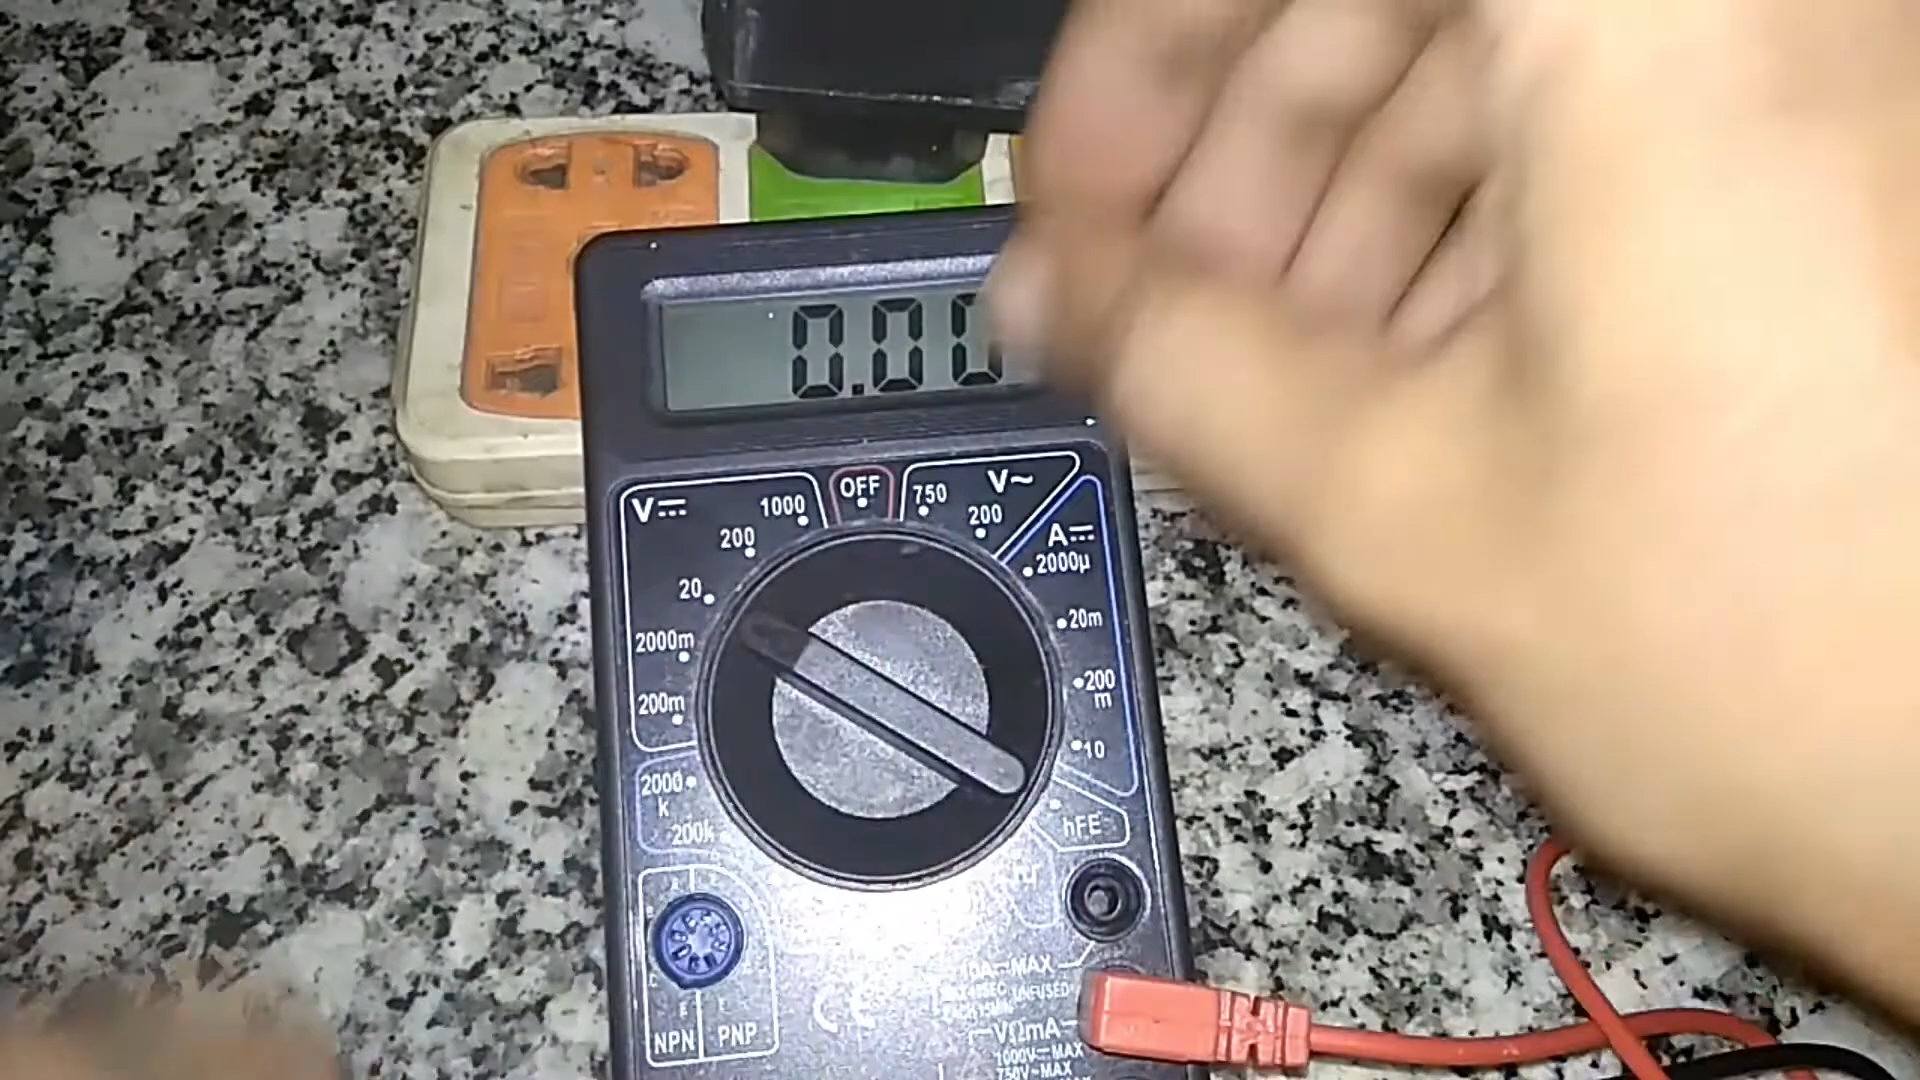 0.00
V⎓
1000
OFF
750
V~
200
200
A⎓
2000µ
20
20m
2000m
200
m
200m
10
2000
k
hFE
200k
10A⎓MAX
UNFUSED
VΩmA
1000V⎓MAX
750V~MAX
CE
NPN
PNP